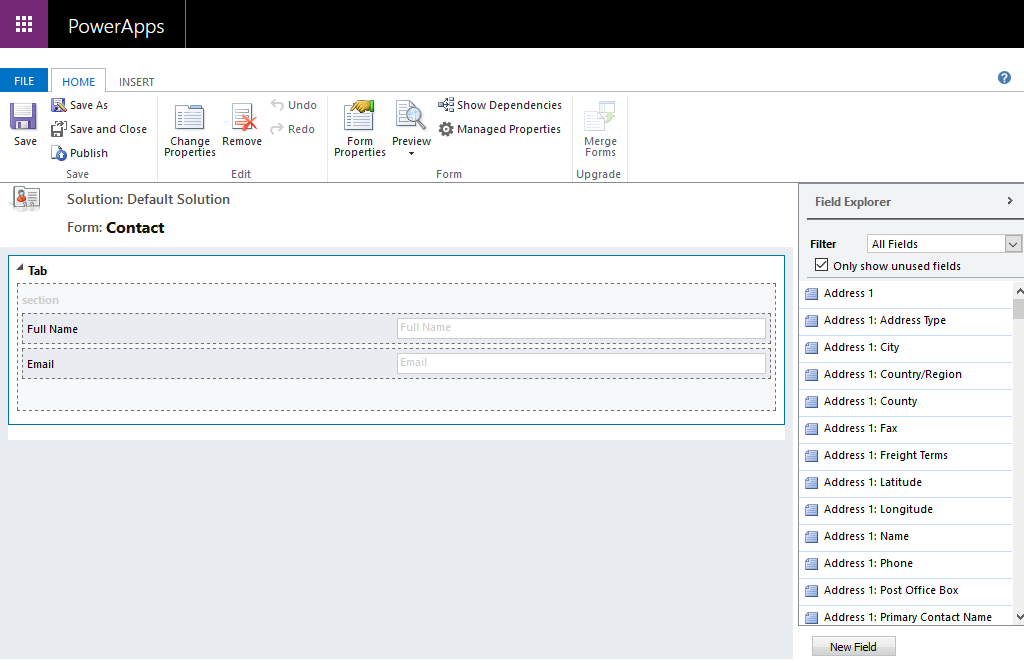 PowerApps
FILE
HOME
INSERT
Save
Save As
Save and Close
Publish
Save
Change
Properties
Remove
Undo
Redo
Edit
Form
Properties
Preview
Show Dependencies
Managed Properties
Form
Merge
Forms
Upgrade
Solution: Default Solution
Form: Contact
Tab
section
Full Name
Full Name
Email
Email
Field Explorer
Filter
All Fields
Only show unused fields
Address 1
Address 1: Address Type
Address 1: City
Address 1: Country/Region
Address 1: County
Address 1: Fax
Address 1: Freight Terms
Address 1: Latitude
Address 1: Longitude
Address 1: Name
Address 1: Phone
Address 1: Post Office Box
Address 1: Primary Contact Name
New Field